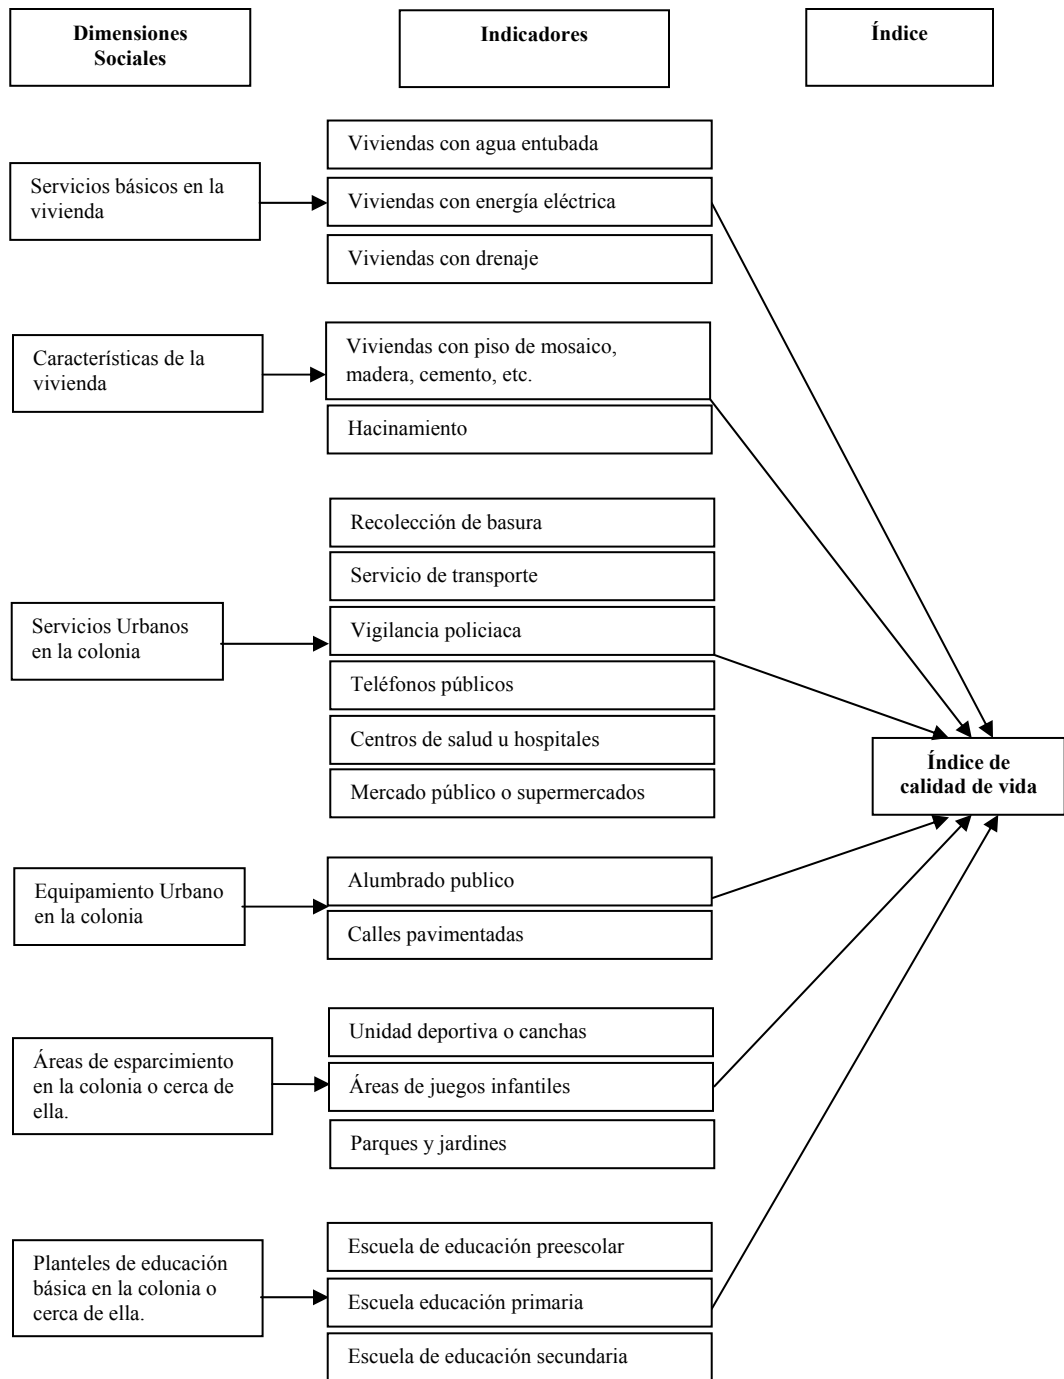 Dimensiones
Sociales
Indicadores
Índice
Servicios básicos en la
vivienda
Viviendas con agua entubada
Viviendas con energía eléctrica
Viviendas con drenaje
Características de la
vivienda
Viviendas con piso de mosaico,
madera, cemento, etc.
Hacinamiento
Servicios Urbanos
en la colonia
Recolección de basura
Servicio de transporte
Vigilancia policiaca
Teléfonos públicos
Centros de salud u hospitales
Mercado público o supermercados
Equipamiento Urbano
en la colonia
Alumbrado publico
Calles pavimentadas
Áreas de esparcimiento
en la colonia o cerca de
ella.
Unidad deportiva o canchas
Áreas de juegos infantiles
Parques y jardines
Planteles de educación
básica en la colonia o
cerca de ella.
Escuela de educación preescolar
Escuela educación primaria
Escuela de educación secundaria
Índice de
calidad de vida